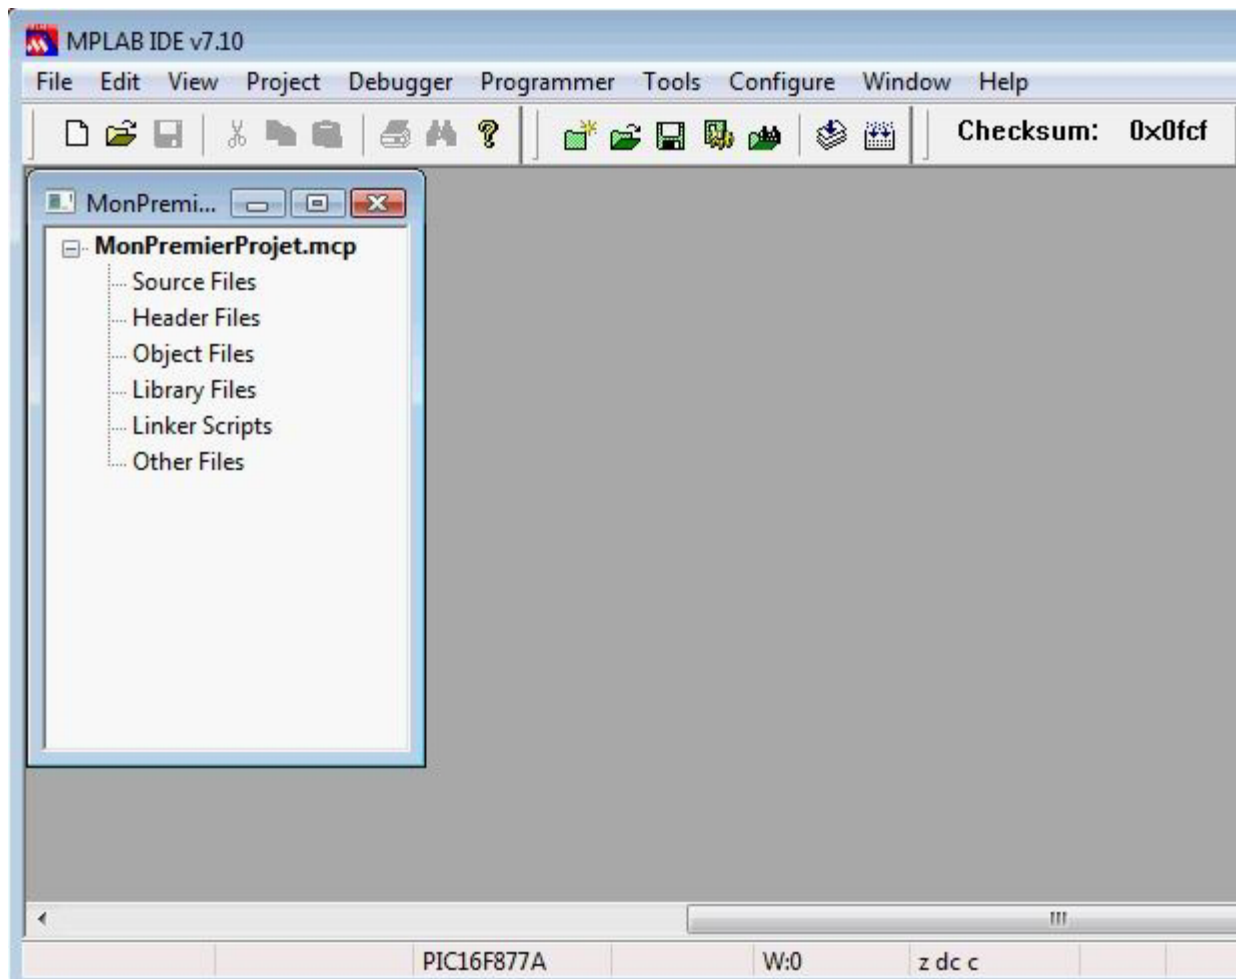 MPLAB IDE v7.10
File Edit View Project Debugger Programmer Tools Configure Window Help
Checksum: 0x0fcf
MonPremi...
MonPremierProjet.mcp
Source Files
Header Files
Object Files
Library Files
Linker Scripts
Other Files
PIC16F877A W:0 z dc c